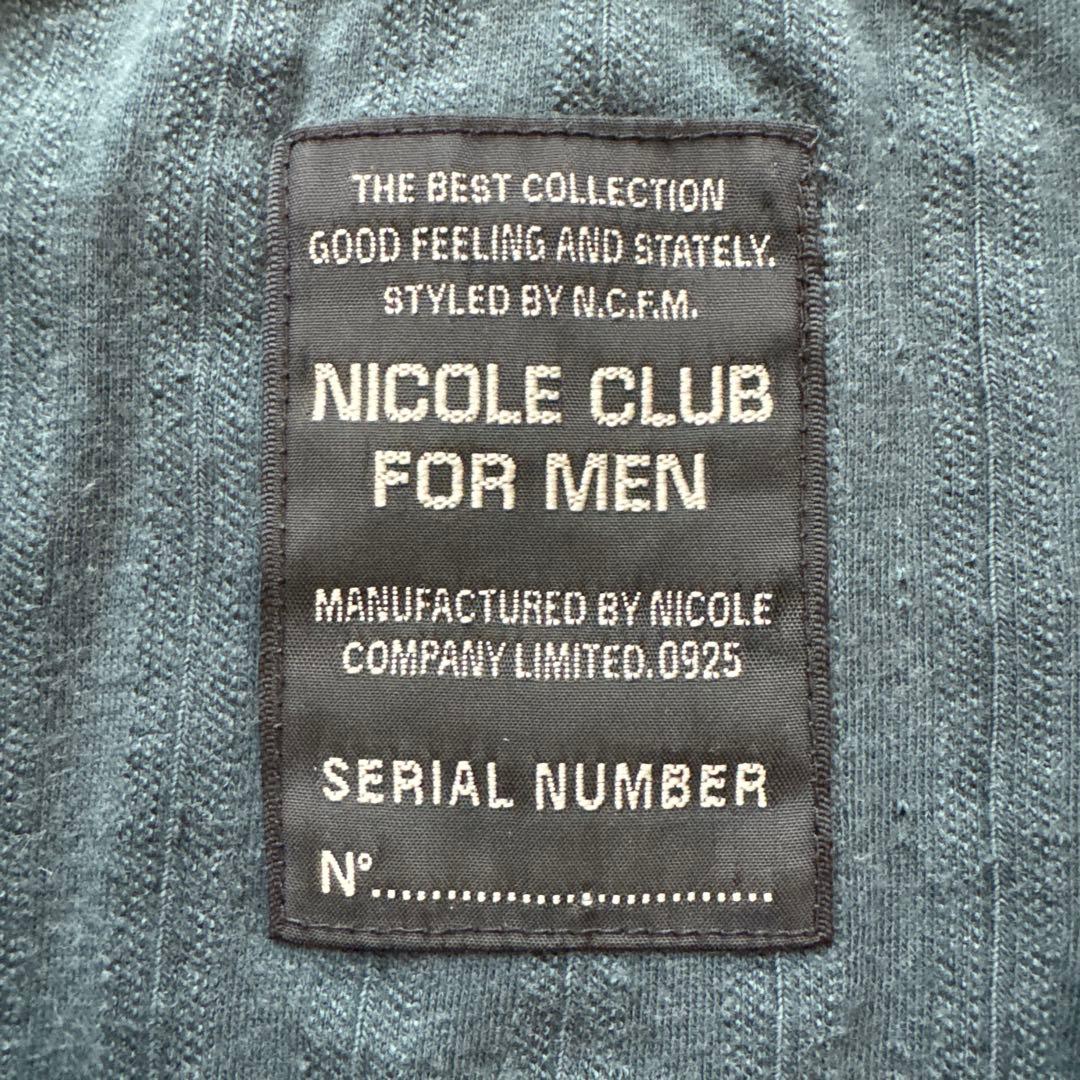 THE BEST COLLECTION
GOOD FEELING AND STATELY.
STYLED BY N.C.F.M.
NICOLE CLUB
FOR MEN
MANUFACTURED BY NICOLE
COMPANY LIMITED.0925
SERIAL NUMBER
Nº...........................